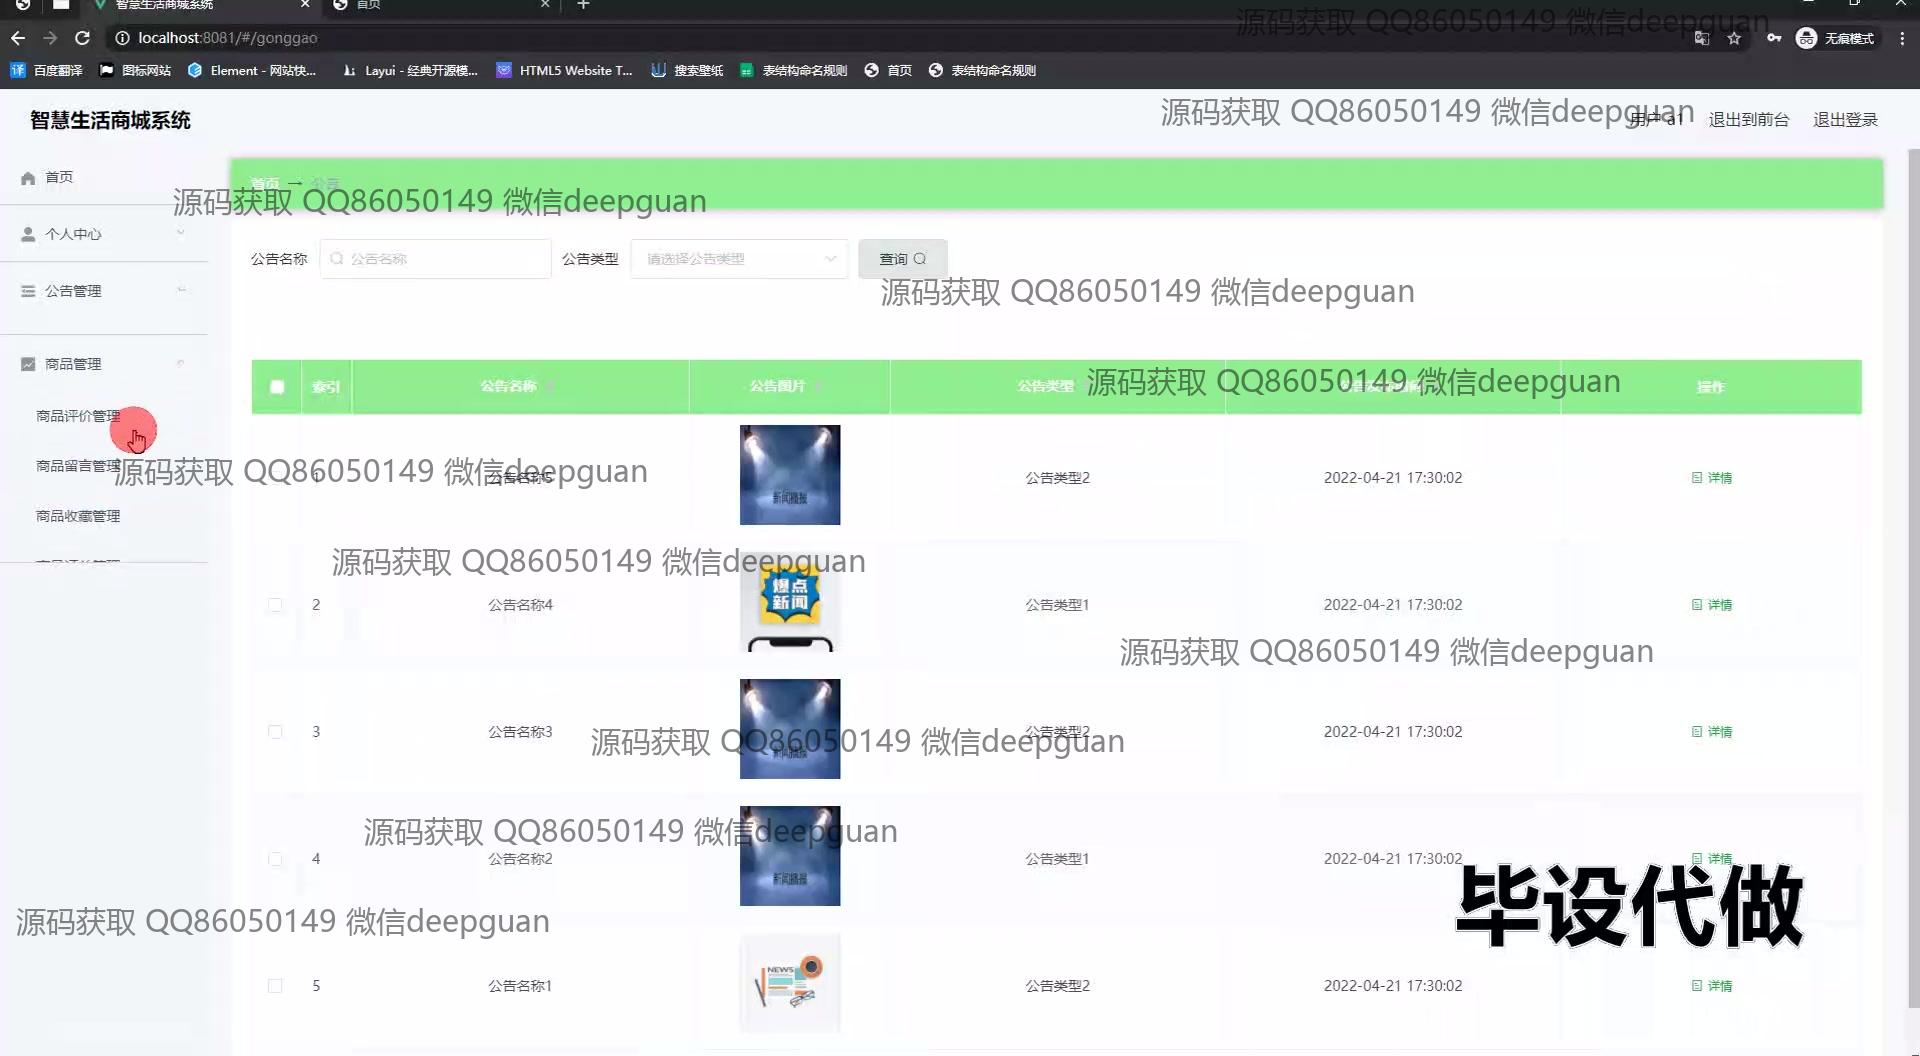 智慧生活商城系统
首页
localhost:8081/#/gonggao
无痕模式
百度翻译
图标网站
Element - 网站快...
Layui - 经典开源模...
HTML5 Website T...
搜索壁纸
表结构命名规则
首页
表结构命名规则
源码获取 QQ86050149 微信deepguan
智慧生活商城系统
源码获取 QQ86050149 微信deepguan
用户 a1
退出到前台
退出登录
首页
个人中心
公告管理
商品管理
商品评价管理
商品留言管理
商品收藏管理
首页 → 公告
源码获取 QQ86050149 微信deepguan
公告名称
公告名称
公告类型
请选择公告类型
查询
源码获取 QQ86050149 微信deepguan
索引
公告名称
公告图片
公告类型
源码获取 QQ86050149 微信deepguan
操作
1
公告名称5
新闻播报
公告类型2
2022-04-21 17:30:02
详情
源码获取 QQ86050149 微信deepguan
源码获取 QQ86050149 微信deepguan
2
公告名称4
爆点
新闻
公告类型1
2022-04-21 17:30:02
详情
源码获取 QQ86050149 微信deepguan
3
公告名称3
新闻播报
公告类型2
2022-04-21 17:30:02
详情
源码获取 QQ86050149 微信deepguan
源码获取 QQ86050149 微信deepguan
4
公告名称2
新闻播报
公告类型1
2022-04-21 17:30:02
详情
毕设代做
源码获取 QQ86050149 微信deepguan
5
公告名称1
NEWS
公告类型2
2022-04-21 17:30:02
详情